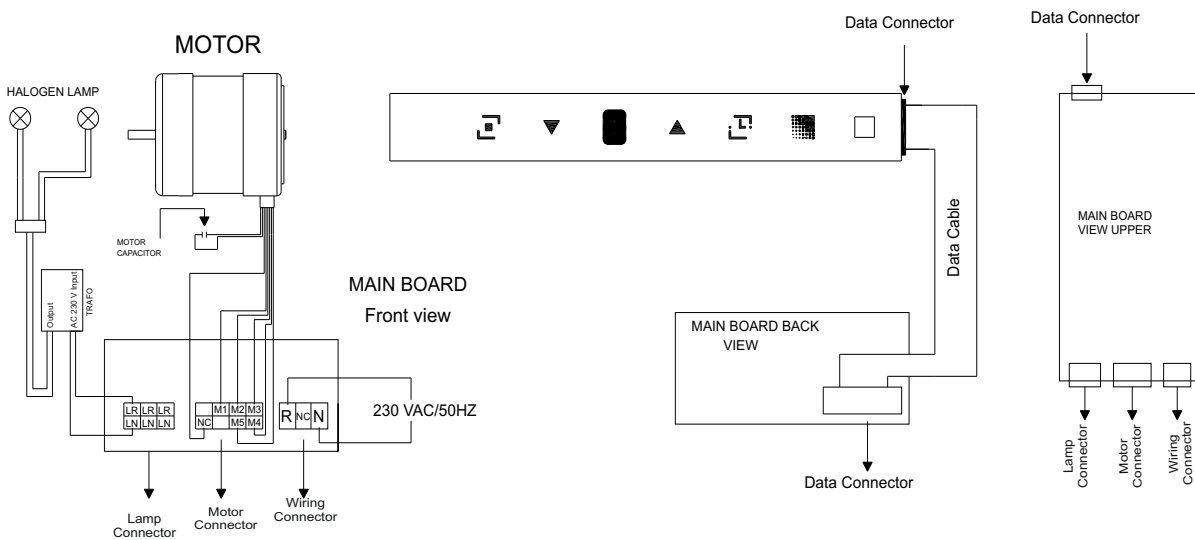 MOTOR
HALOGEN LAMP
MOTOR
CAPACITOR
Output
AC 230 V Input
TRAFO
MAIN BOARD
Front view
LR LR LR
LN LN LN
M1 M2 M3
NC M5 M4
R NC N
230 VAC/50HZ
Lamp
Connector
Motor
Connector
Wiring
Connector
Data Connector
Data Cable
MAIN BOARD BACK
VIEW
Data Connector
Data Connector
MAIN BOARD
VIEW UPPER
Lamp
Connector
Motor
Connector
Wiring
Connector